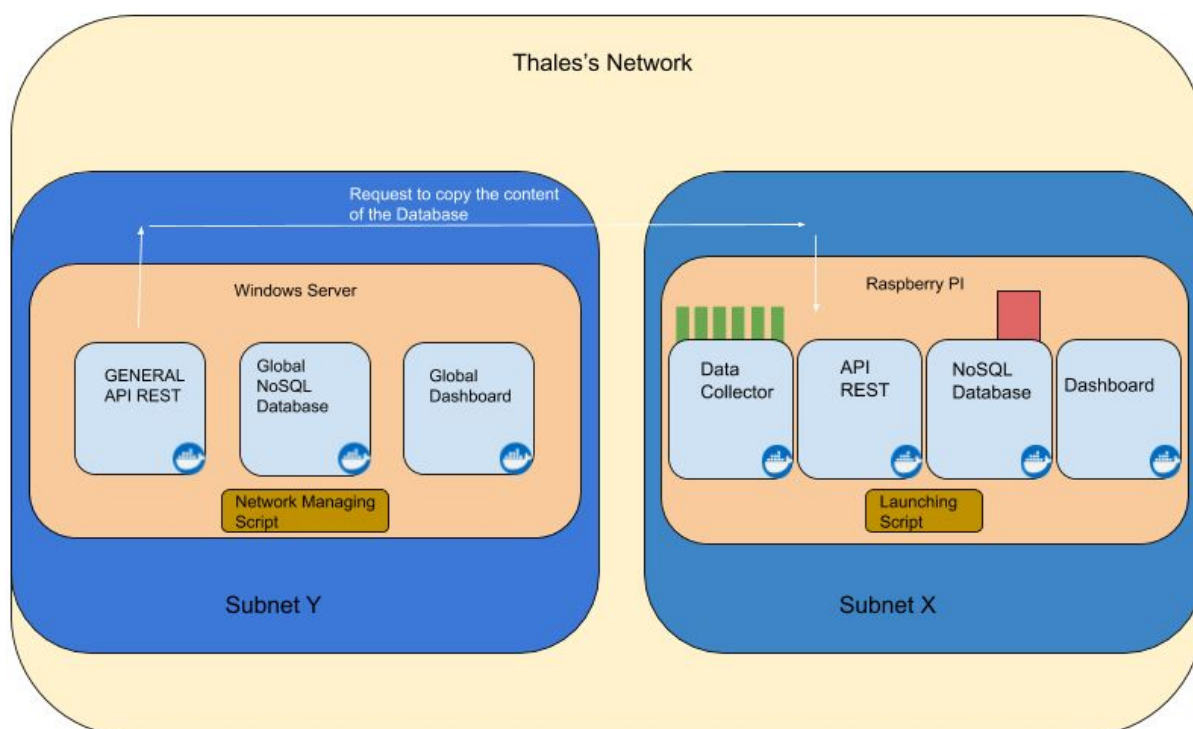 Thales's Network
Request to copy the content
of the Database
Windows Server
GENERAL
API REST
Global
NoSQL
Database
Global
Dashboard
Network Managing
Script
Subnet Y
Raspberry PI
Data
Collector
API
REST
NoSQL
Database
Dashboard
Launching
Script
Subnet X